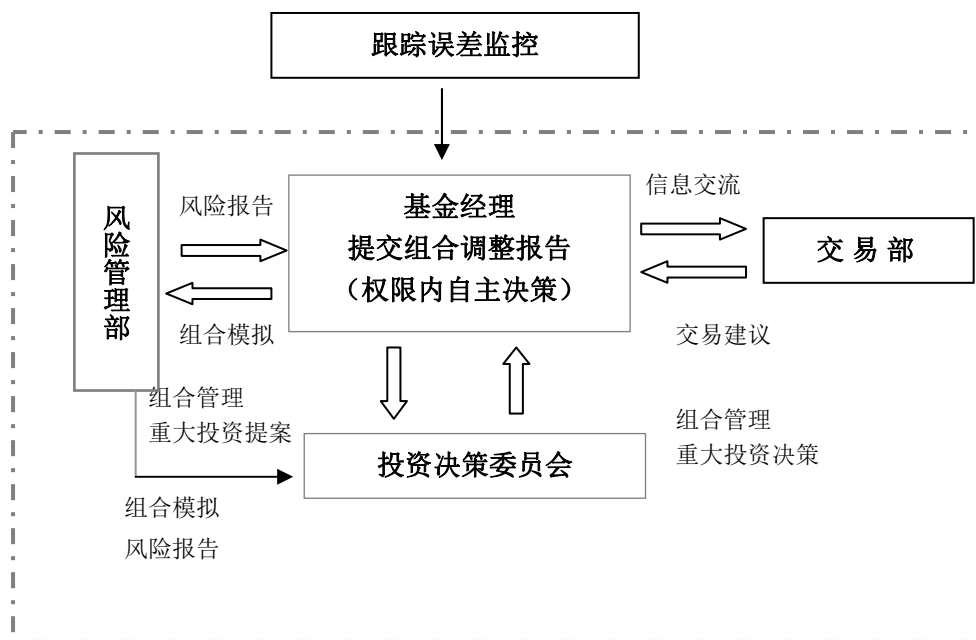 跟踪误差监控
风险管理部
风险报告
组合模拟
基金经理
提交组合调整报告
（权限内自主决策）
信息交流
交易部
交易建议
组合管理
重大投资提案
投资决策委员会
组合管理
重大投资决策
组合模拟
风险报告